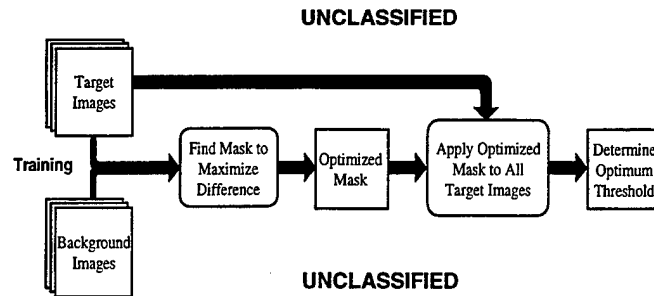 UNCLASSIFIED
Target
Images
Training
Find Mask to
Maximize
Difference
Optimized
Mask
Apply Optimized
Mask to All
Target Images
Determine
Optimum
Threshold
Background
Images
UNCLASSIFIED